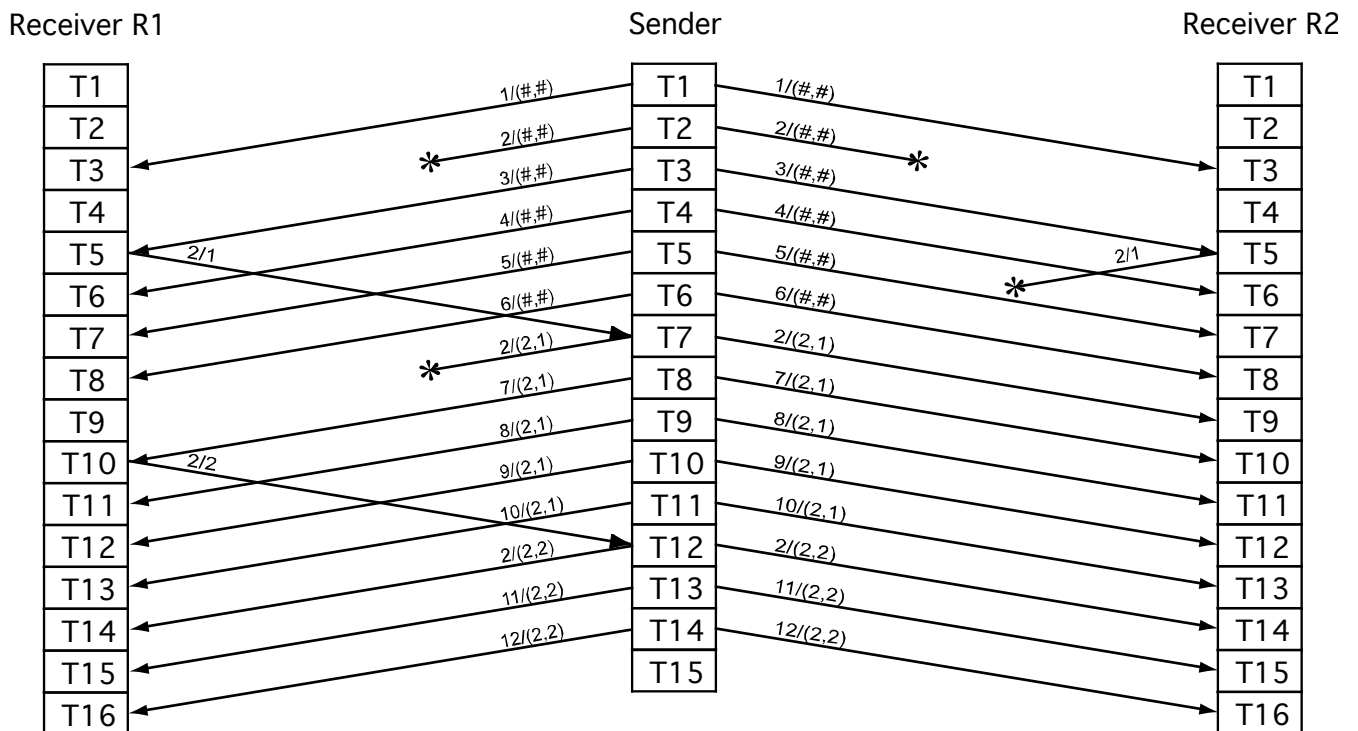 Receiver R1 Sender Receiver R2
T1 1/(#,#) T1 1/(#,#) T1
T2 2/(#,#) T2 2/(#,#) T2
* *
T3 3/(#,#) T3 3/(#,#) T3
T4 4/(#,#) T4 4/(#,#) T4
T5 2/1 5/(#,#) T5 5/(#,#) 2/1 T5
*
T6 6/(#,#) T6 6/(#,#) T6
T7 2/(2,1) T7 2/(2,1) T7
*
T8 7/(2,1) T8 7/(2,1) T8
T9 8/(2,1) T9 8/(2,1) T9
T10 2/2 9/(2,1) T10 9/(2,1) T10
T11 10/(2,1) T11 10/(2,1) T11
T12 2/(2,2) T12 2/(2,2) T12
T13 11/(2,2) T13 11/(2,2) T13
T14 12/(2,2) T14 12/(2,2) T14
T15 T15 T15
T16 T16